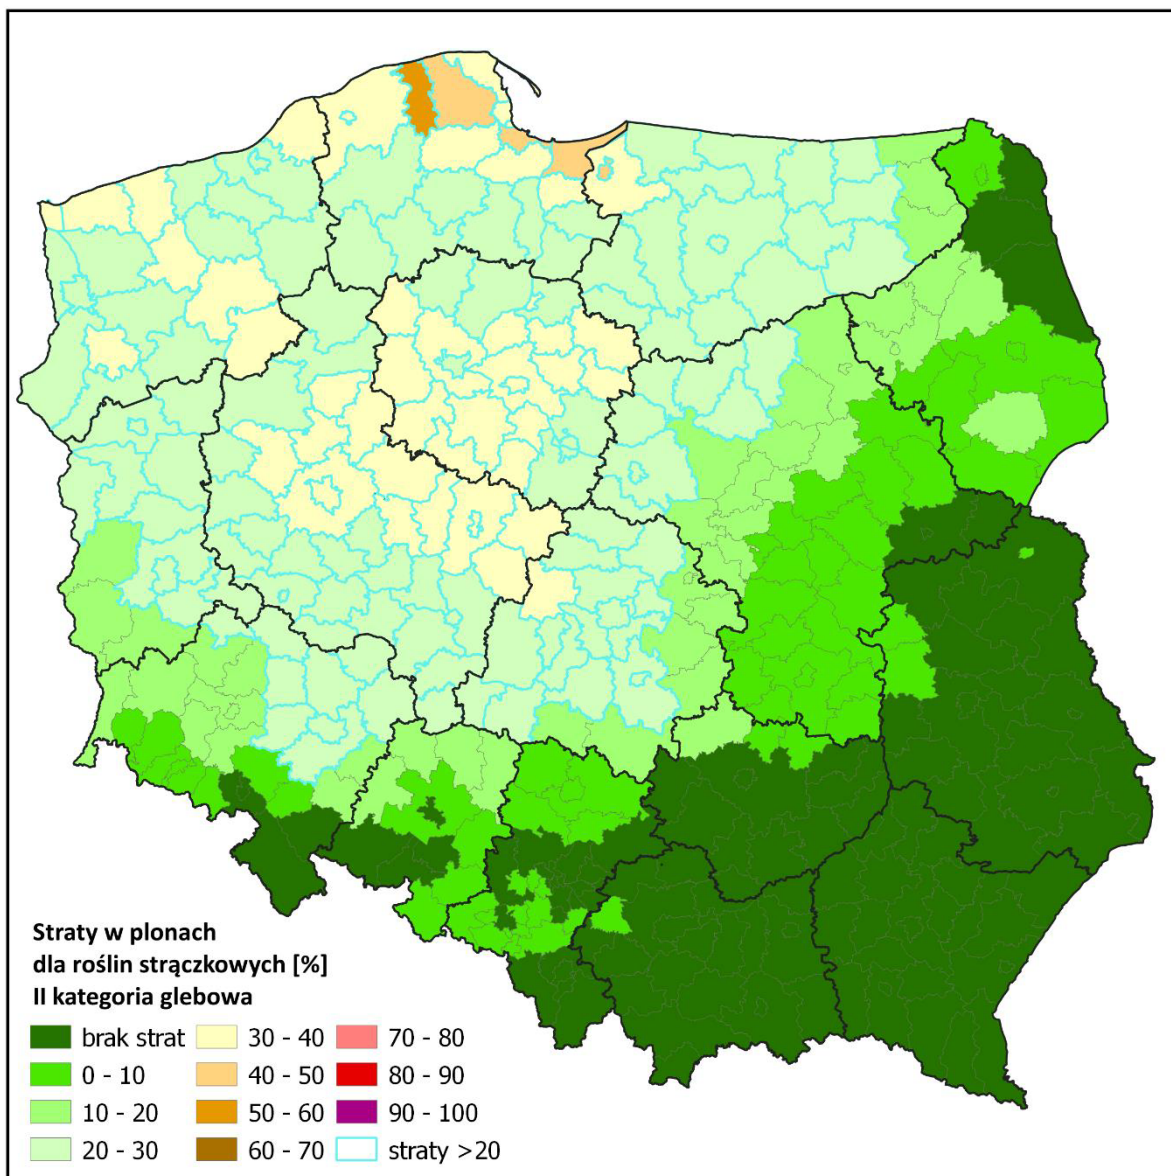 Straty w plonach
dla roślin strączkowych [%]
II kategoria glebowa
brak strat
0 - 10
10 - 20
20 - 30
30 - 40
40 - 50
50 - 60
60 - 70
70 - 80
80 - 90
90 - 100
straty >20